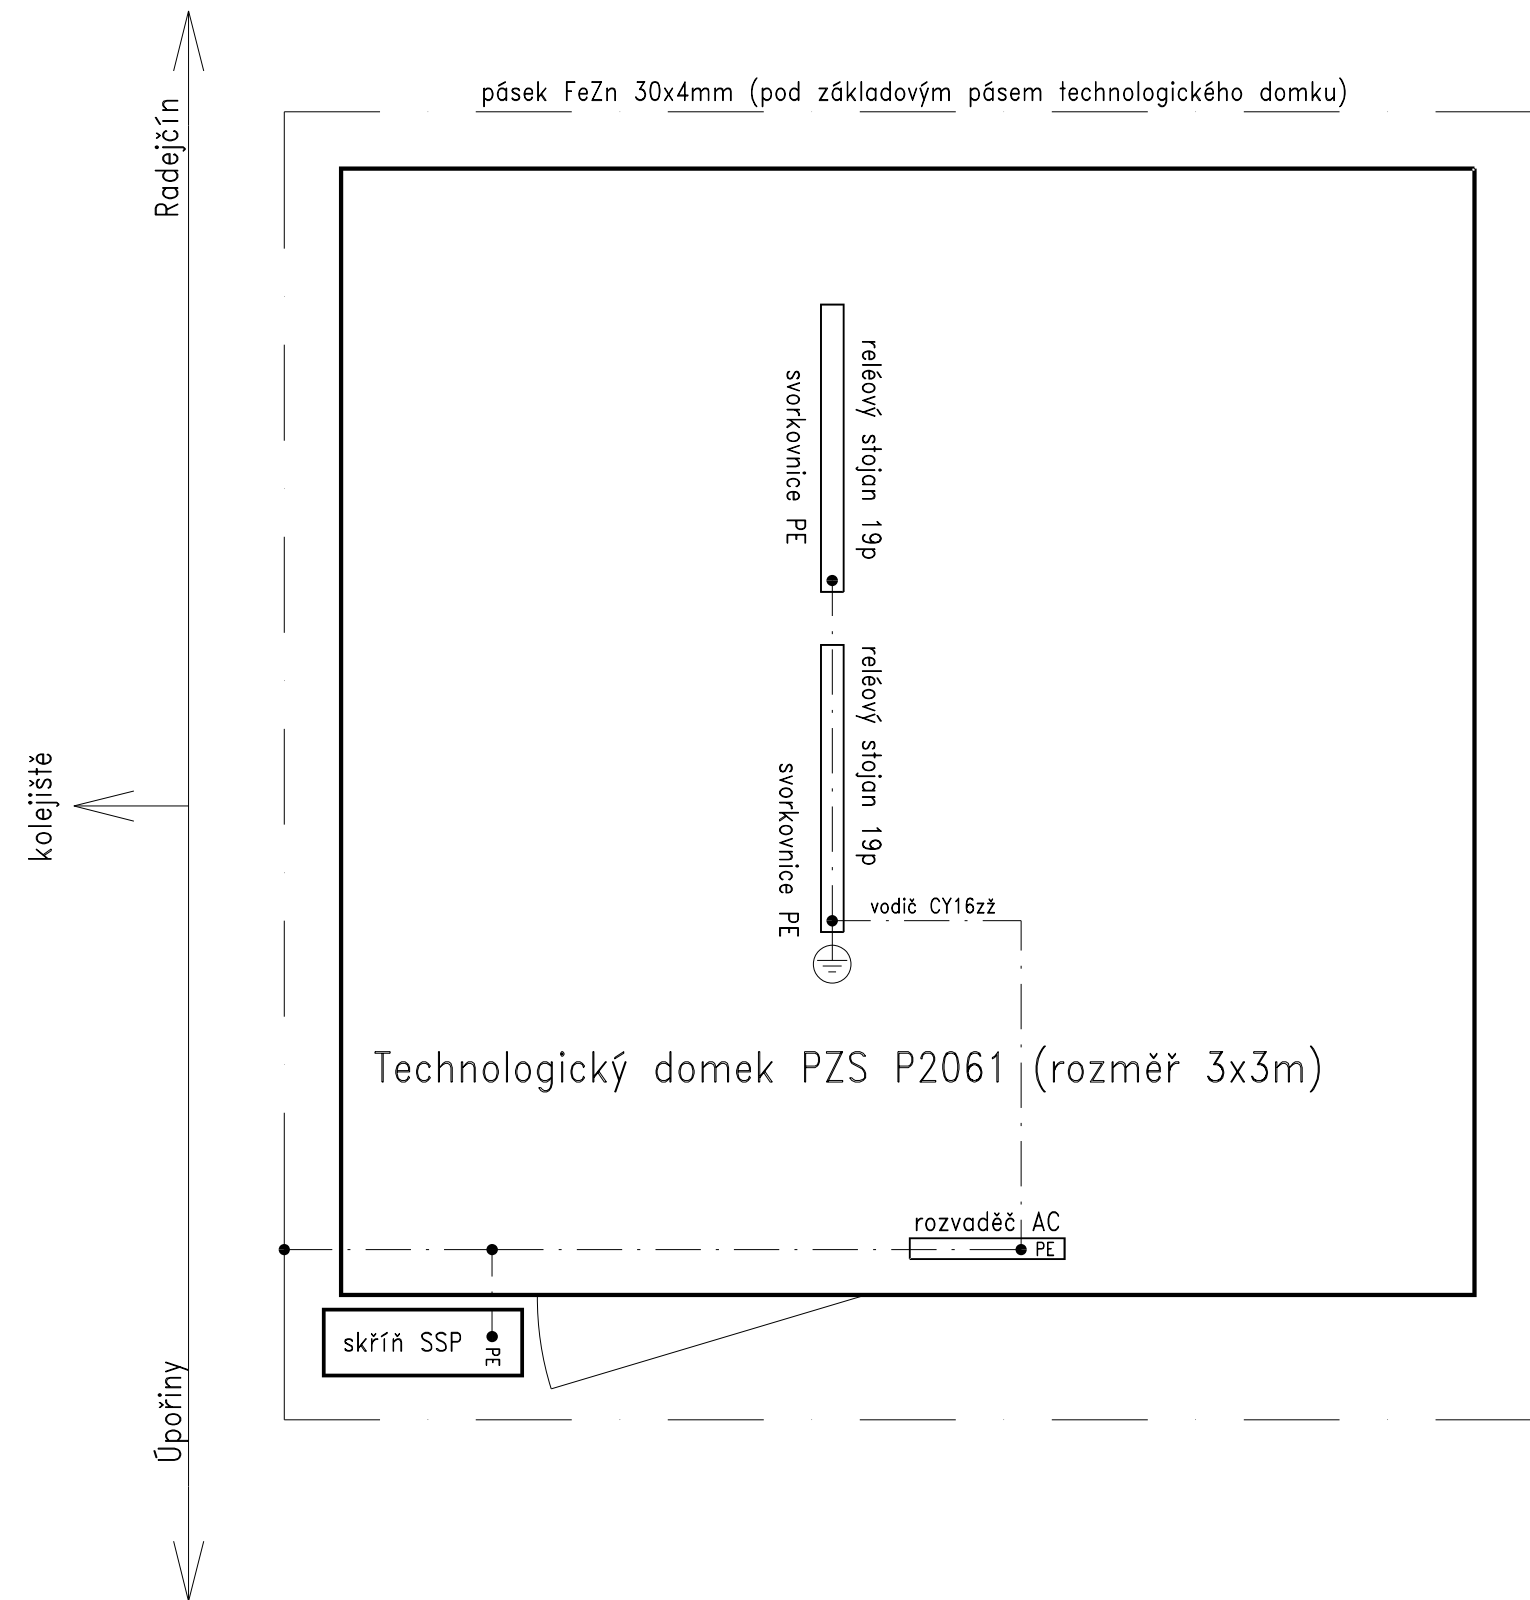 pásek FeZn 30x4mm (pod základovým pásem technologického domku)
Radejčín
reléový stojan 19p
svorkovnice PE
reléový stojan 19p
svorkovnice PE
kolejiště
vodič CY16zž
Technologický domek PZS P2061 (rozměř 3x3m)
rozvaděč AC
PE
skříň SSP
PE
Úpořiny